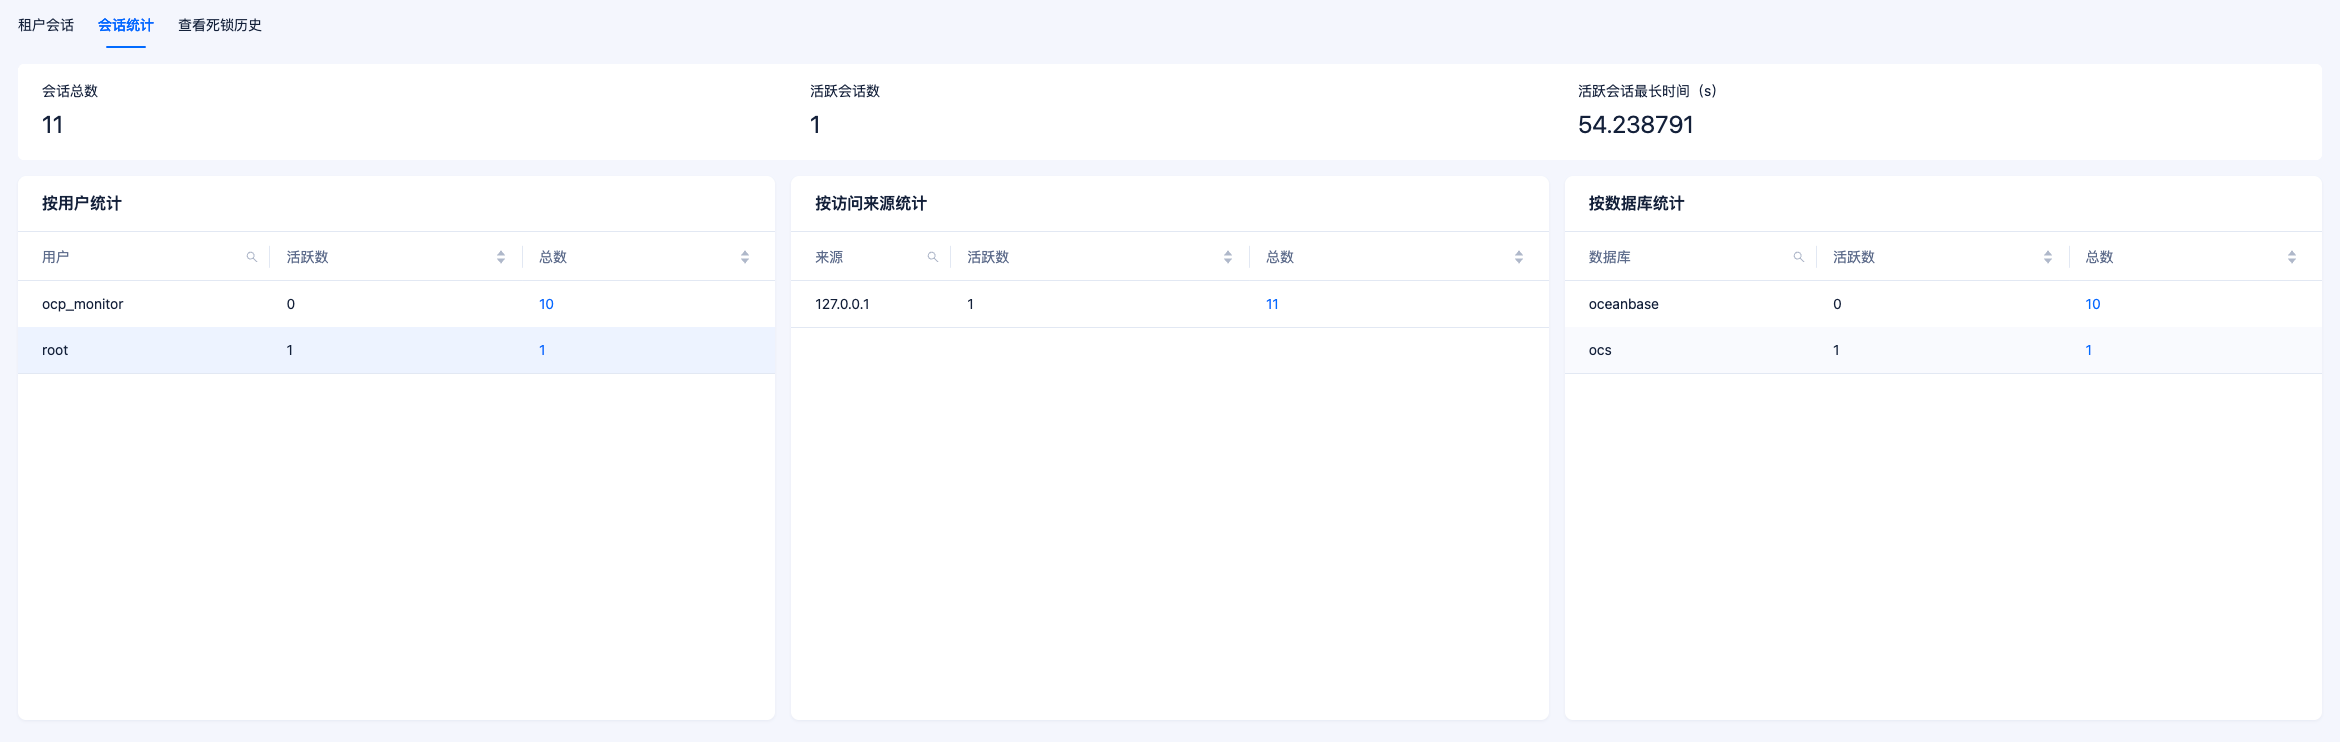 租户会话 会话统计 查看死锁历史
会话总数 活跃会话数 活跃会话最长时间（s）
11 1 54.238791
按用户统计
用户 活跃数 总数
ocp_monitor 0 10
root 1 1
按访问来源统计
来源 活跃数 总数
127.0.0.1 1 11
按数据库统计
数据库 活跃数 总数
oceanbase 0 10
ocs 1 1